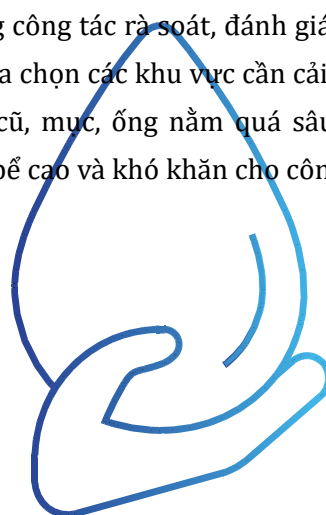 công tác rà soát, đánh giá
chọn các khu vực cần cải
cũ, mục, ống nằm quá sâu
bể cao và khó khăn cho